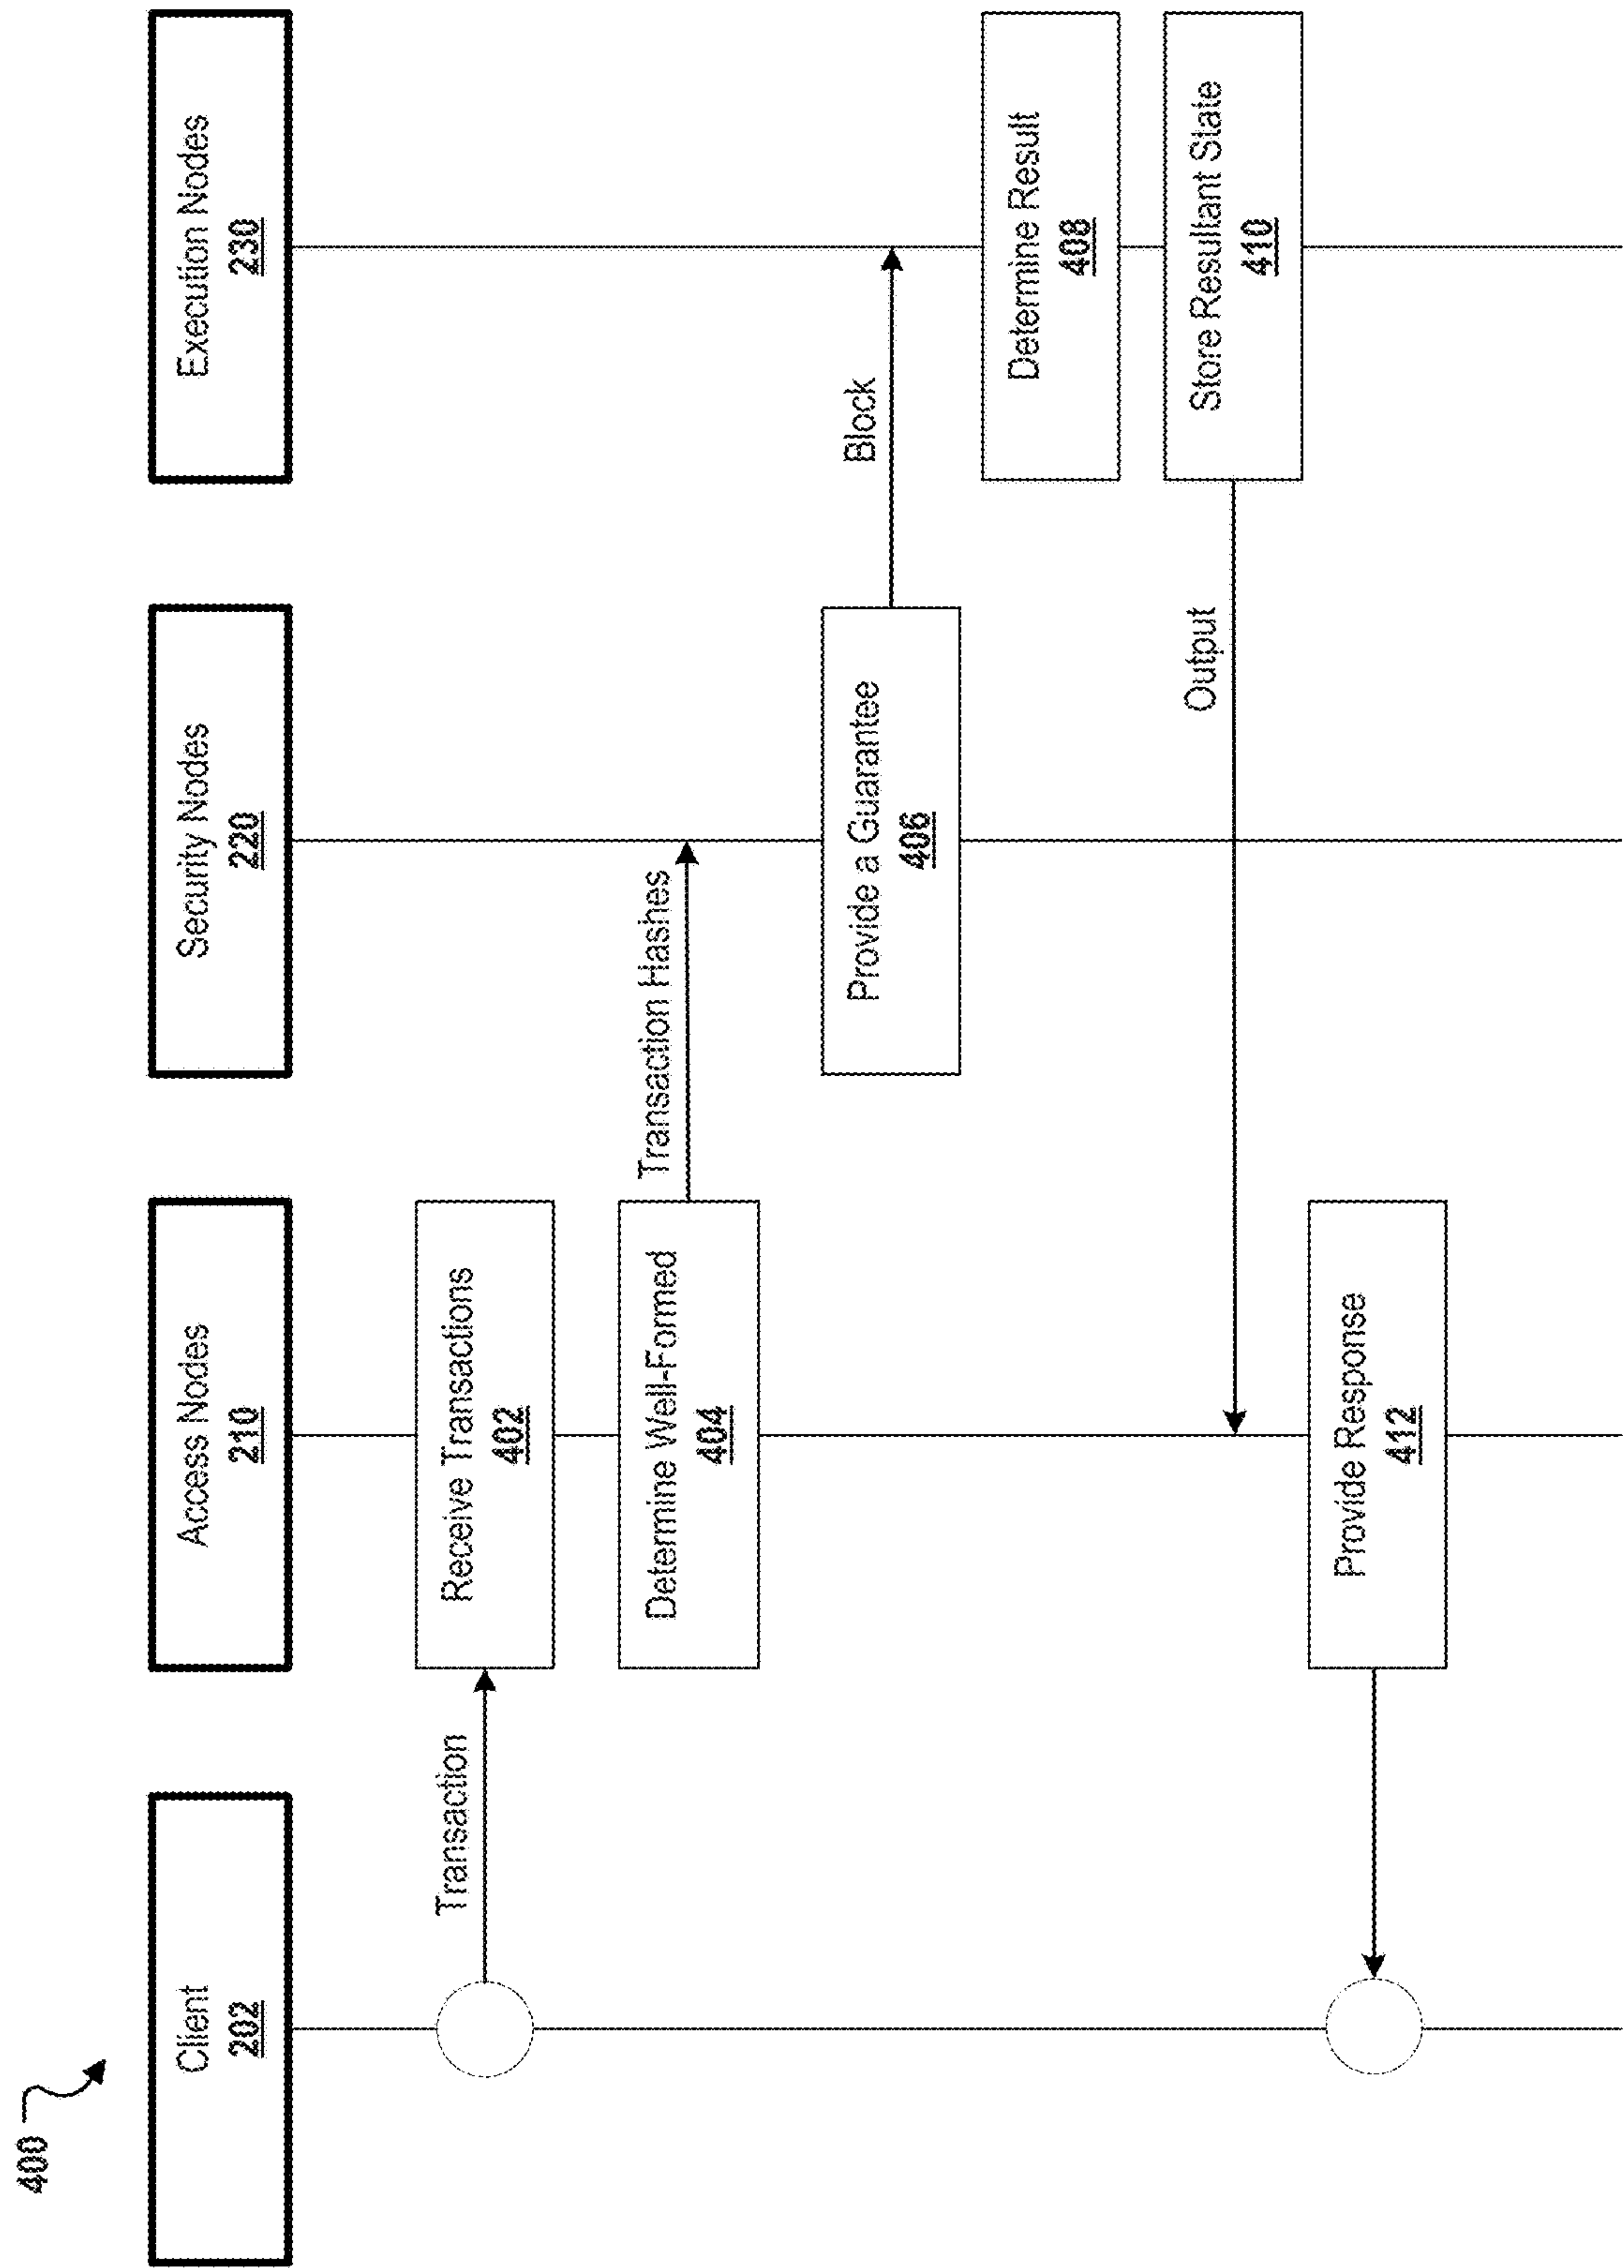 400
Client
202
Access Nodes
210
Security Nodes
220
Execution Nodes
230
Transaction
Receive Transactions
402
Determine Well-Formed
404
Transaction Hashes
Provide a Guarantee
406
Block
Determine Result
408
Store Resultant State
410
Output
Provide Response
412